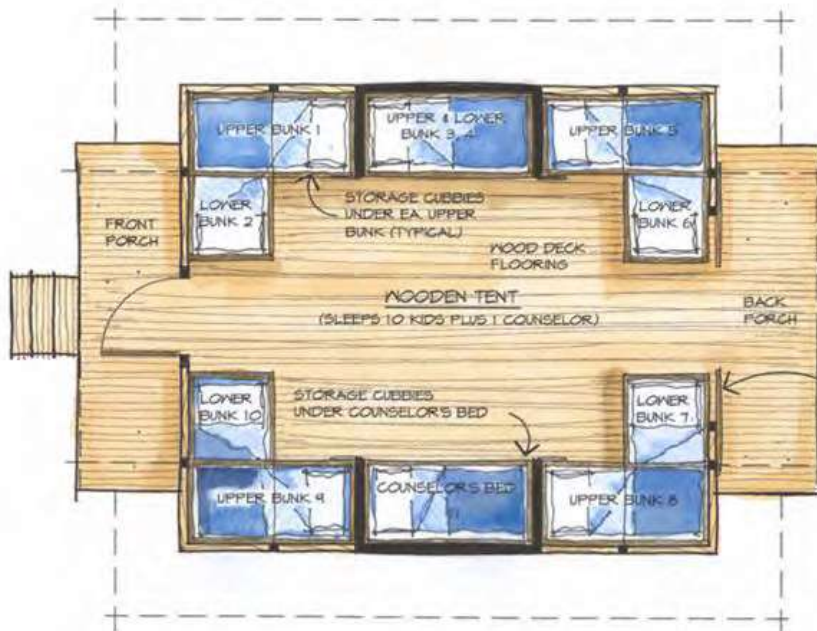 UPPER BUNK 1
UPPER & LOWER
BUNK 3, 4
UPPER BUNK 5
LOWER
BUNK 2
STORAGE CUBBIES
UNDER EA. UPPER
BUNK (TYPICAL)
LOWER
BUNK 6
FRONT
PORCH
WOOD DECK
FLOORING
WOODEN TENT
(SLEEPS 10 KIDS PLUS 1 COUNSELOR)
BACK
PORCH
LOWER
BUNK 10
STORAGE CUBBIES
UNDER COUNSELOR'S BED
LOWER
BUNK 7
UPPER BUNK 9
COUNSELOR'S BED
11
UPPER BUNK 8